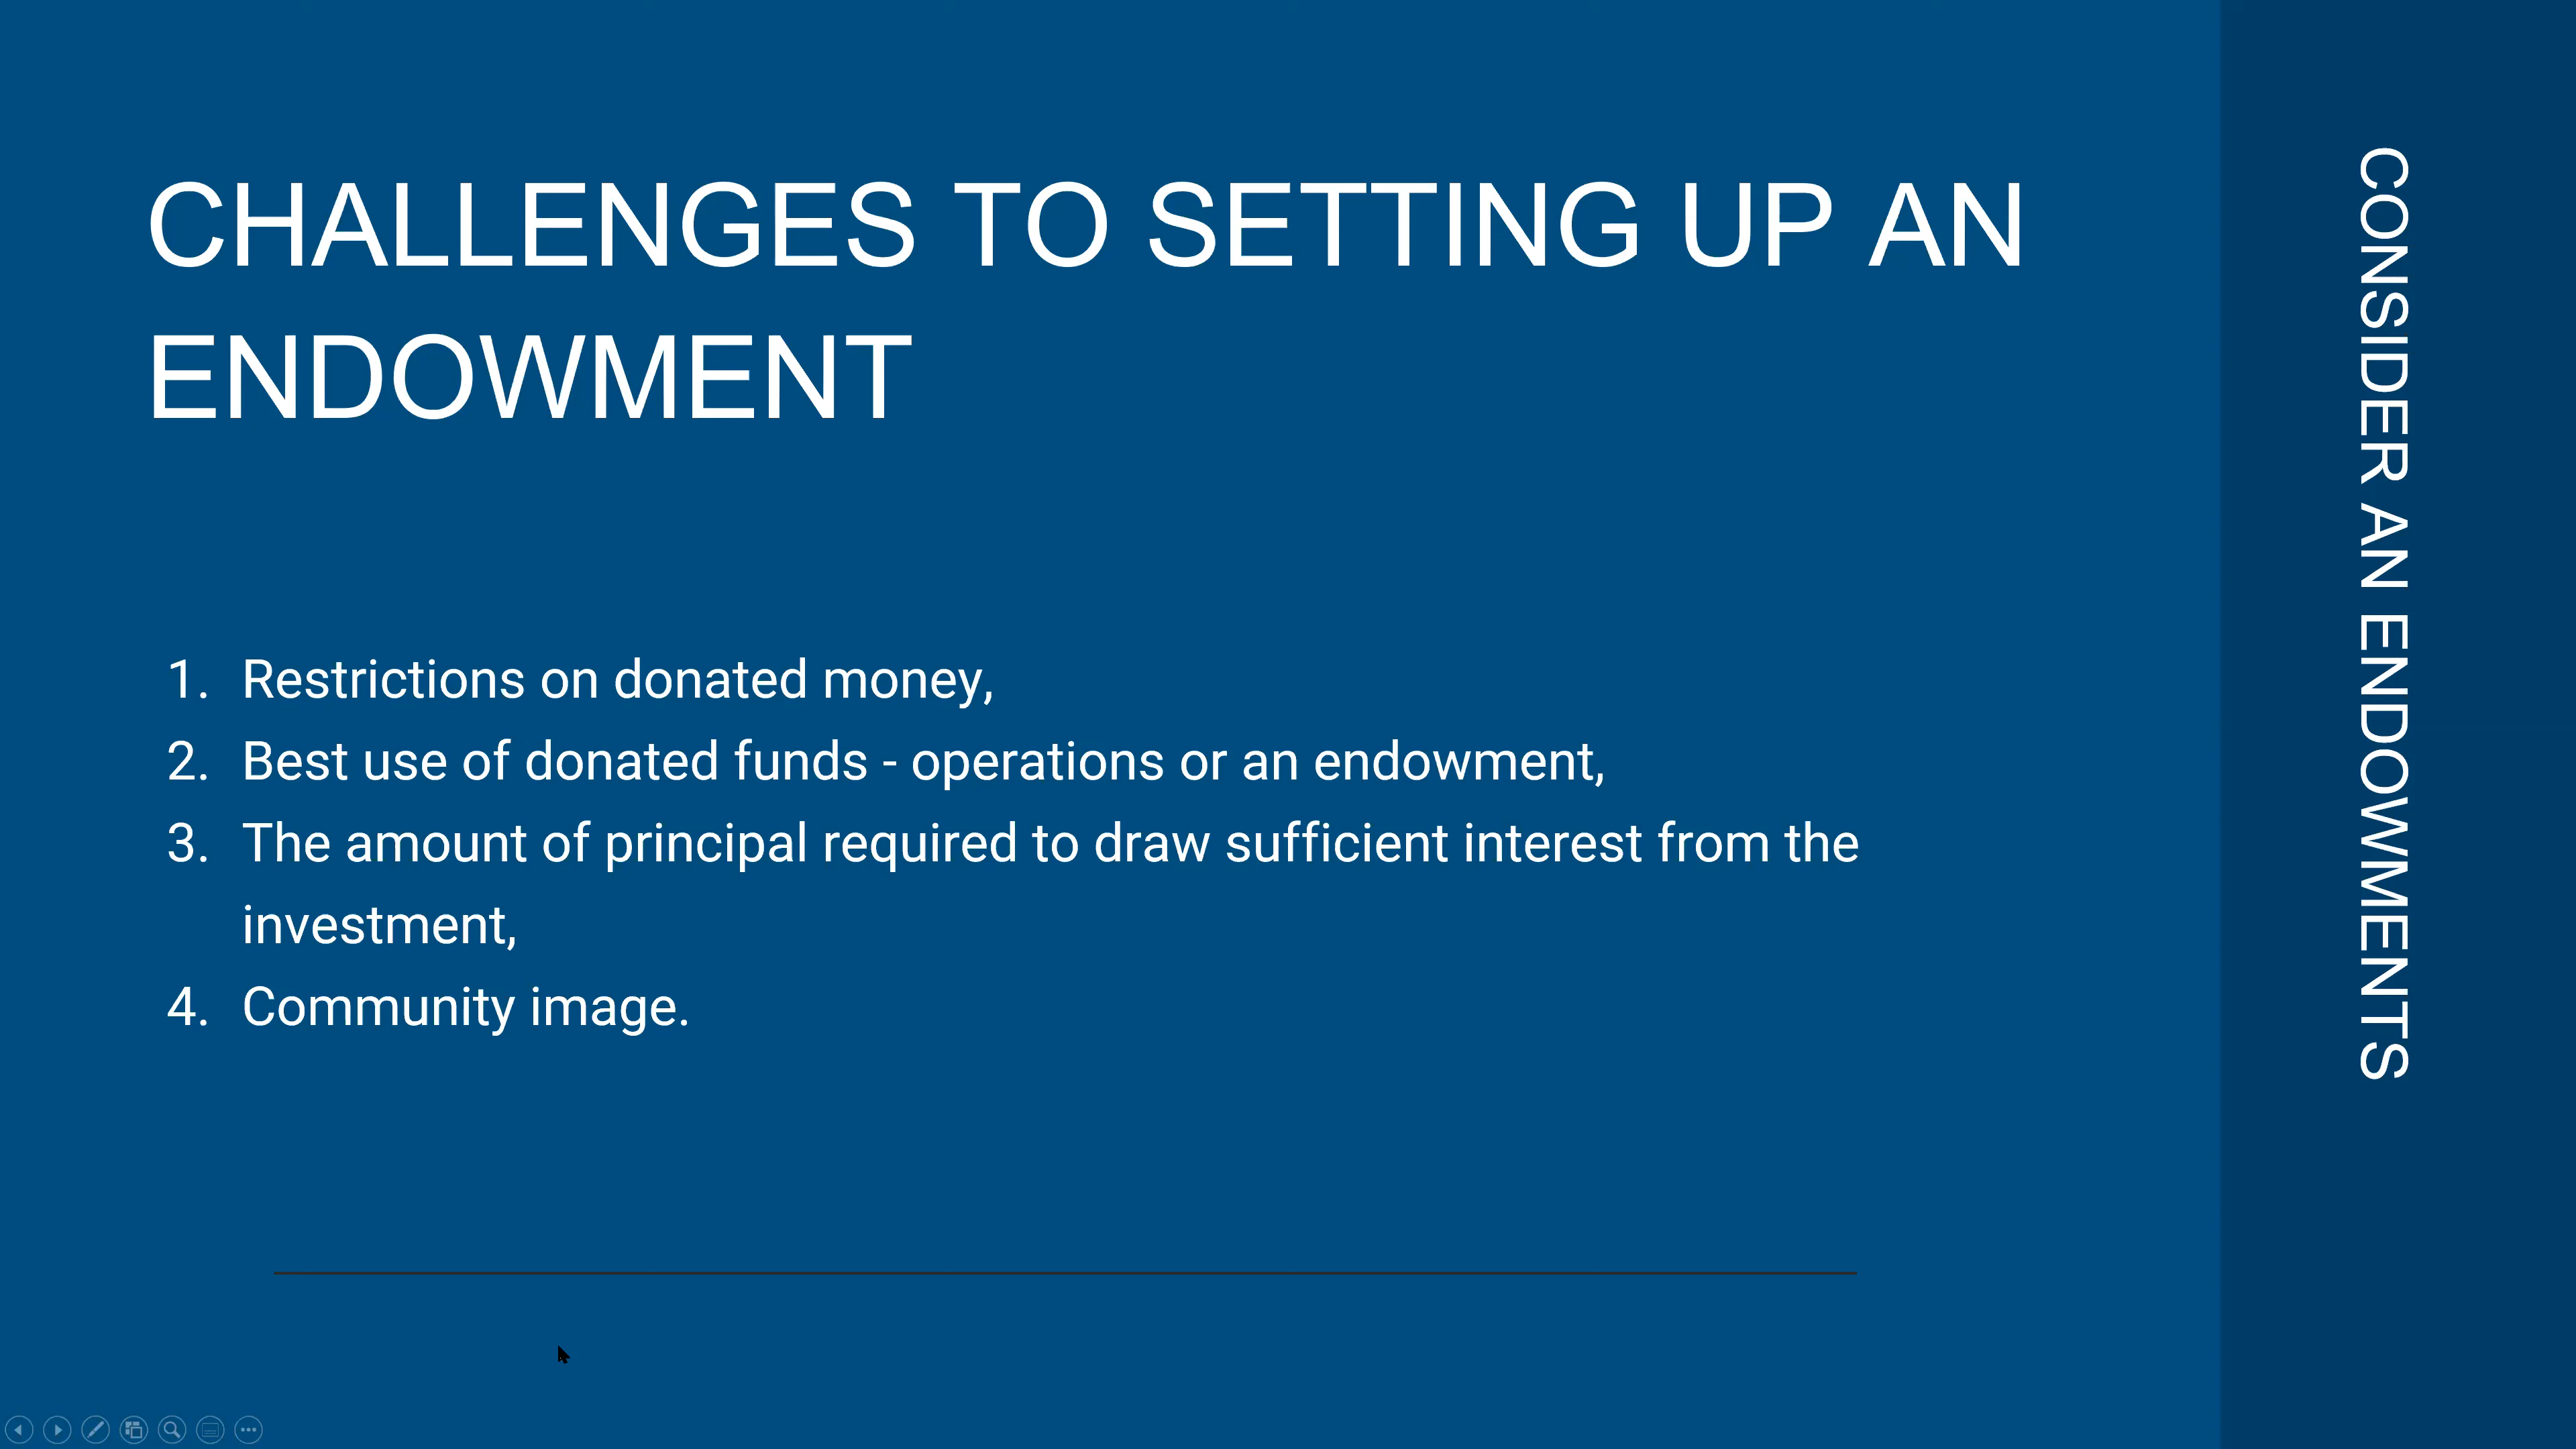 CHALLENGES TO SETTING UP AN
ENDOWMENT
1. Restrictions on donated money,
2. Best use of donated funds - operations or an endowment,
3. The amount of principal required to draw sufficient interest from the
investment,
4. Community image.
CONSIDER AN ENDOWMENTS